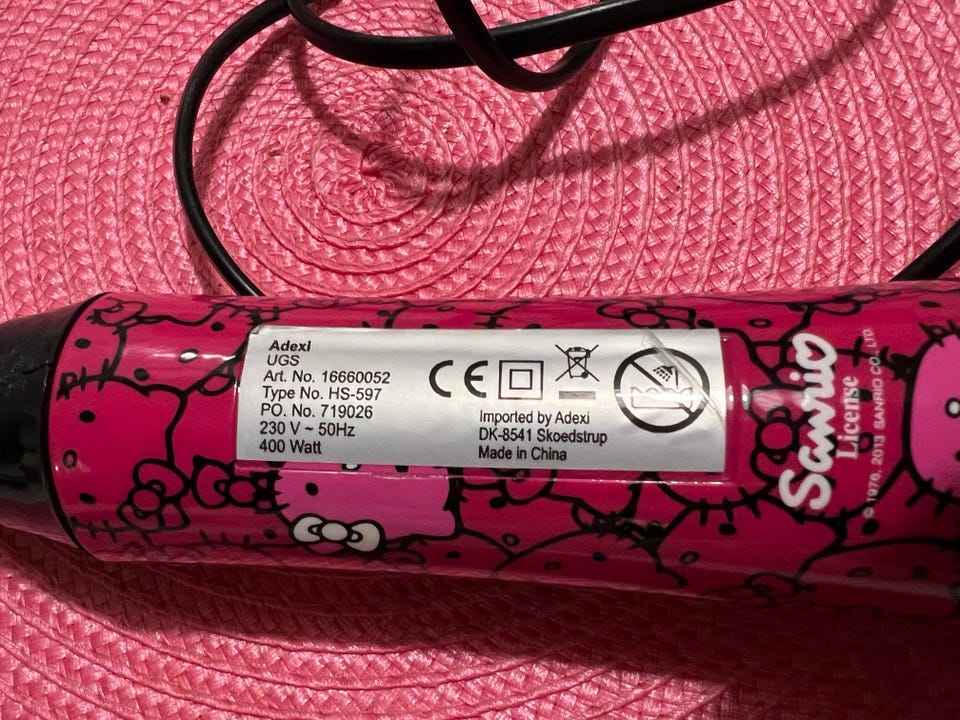 Adexi
UGS
Art. No. 16660052
Type No. HS-597
PO. No. 719026
230 V ~ 50Hz
400 Watt
CE
Imported by Adexi
DK-8541 Skoedstrup
Made in China
Sanrio
License
© 1976, 2013 SANRIO CO., LTD